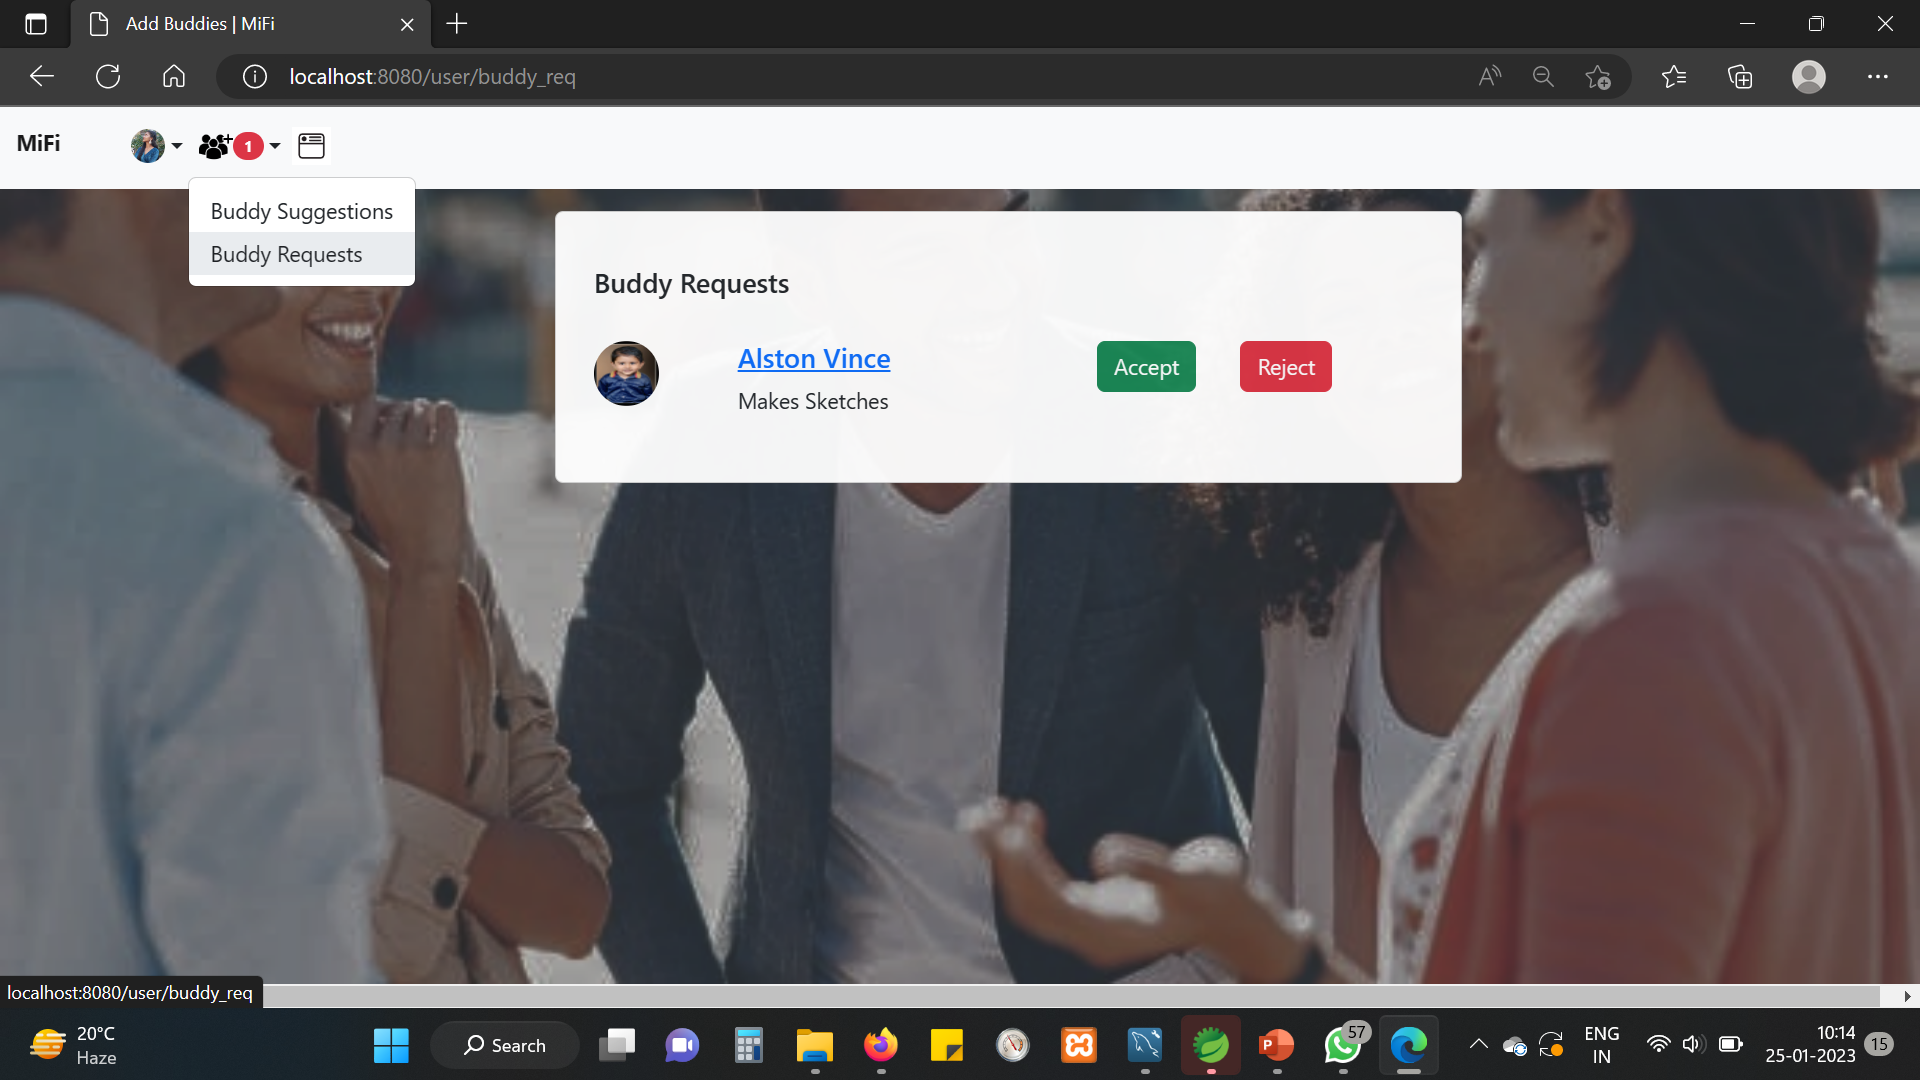 Add Buddies | MiFi
localhost:8080/user/buddy_req
MiFi
1
Buddy Suggestions
Buddy Requests
Buddy Requests
Alston Vince
Accept
Reject
Makes Sketches
localhost:8080/user/buddy_req
20°C
Haze
Search
57
ENG
IN
10:14
25-01-2023
15